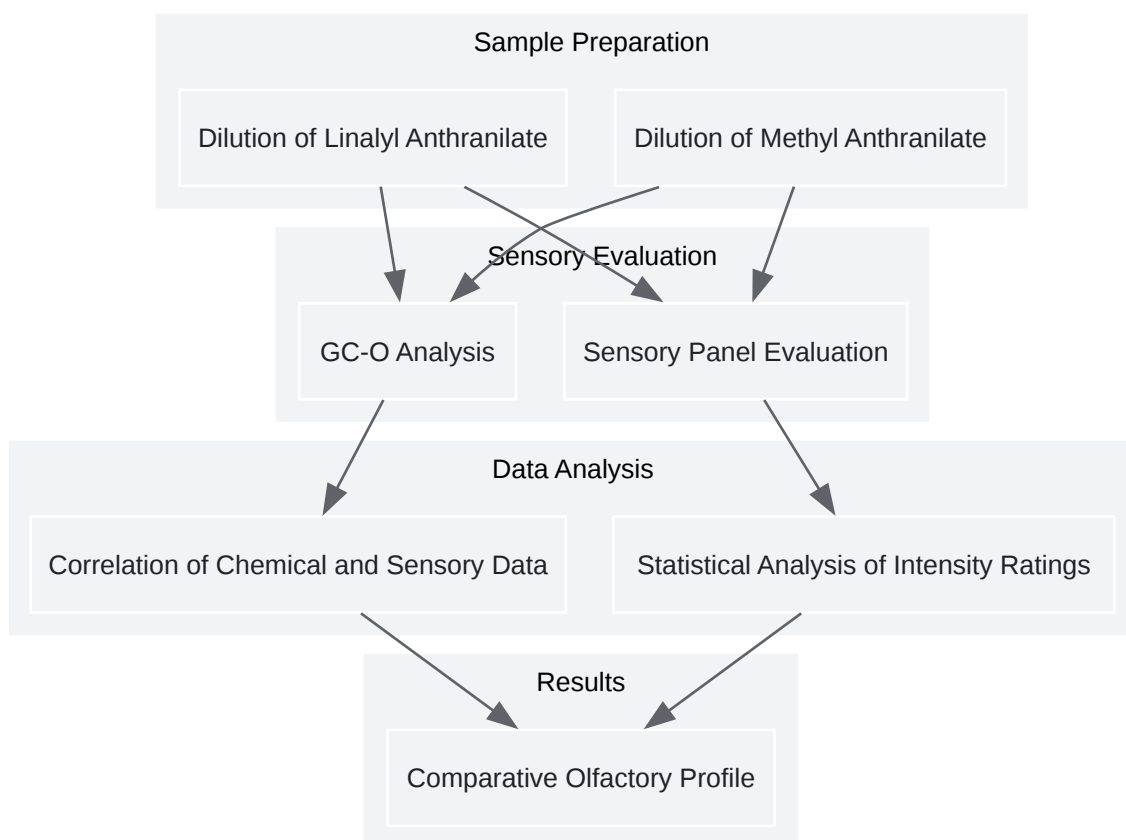 Sample Preparation
Dilution of Linalyl Anthranilate
Dilution of Methyl Anthranilate
Sensory Evaluation
GC-O Analysis
Sensory Panel Evaluation
Data Analysis
Correlation of Chemical and Sensory Data
Statistical Analysis of Intensity Ratings
Results
Comparative Olfactory Profile